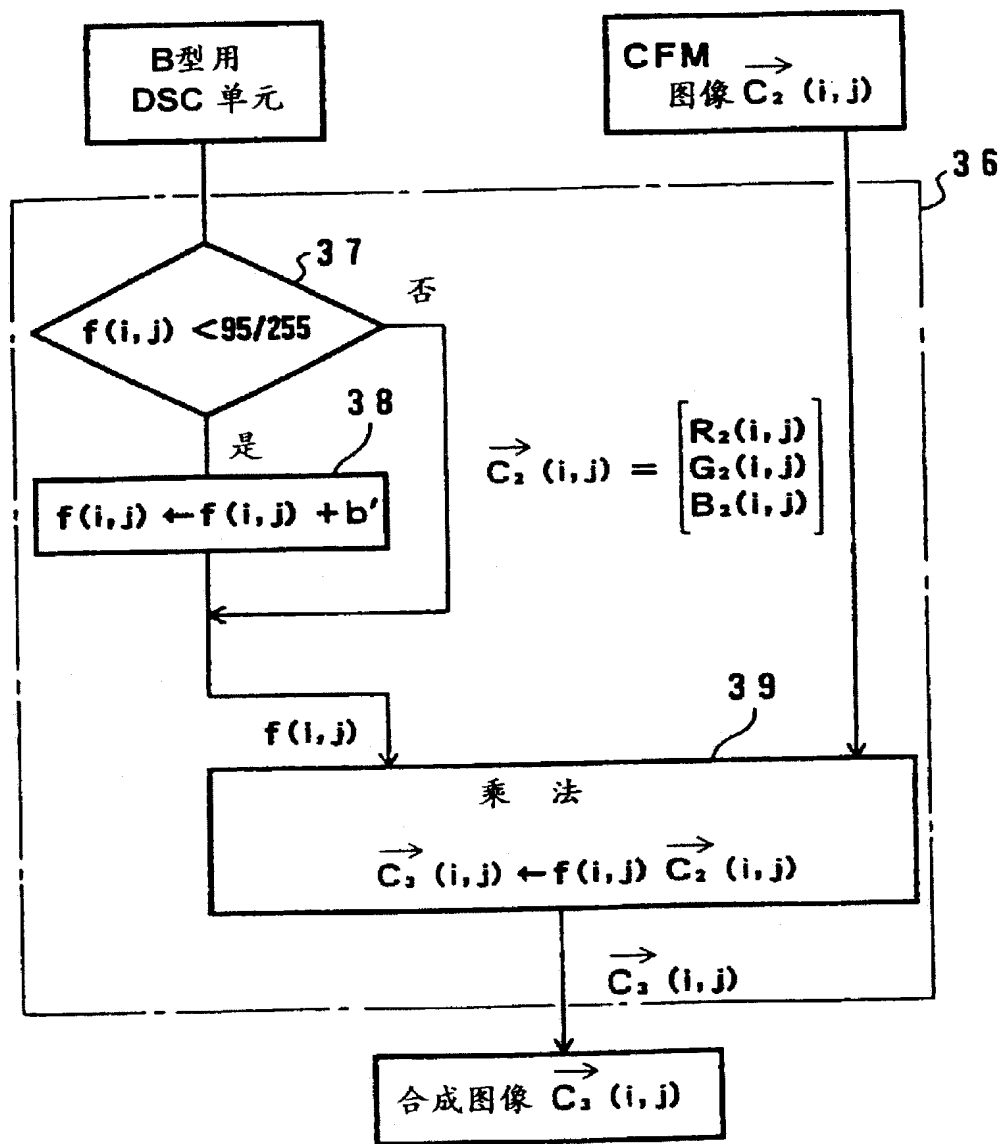 B型用
DSC 单元
CFM
图像 C₂→ (i,j)
36
37
否
f(i,j) <95/255
38
是
f(i,j) ←f(i,j) +b'
C₂→ (i,j) = [R₂(i,j)
G₂(i,j)
B₂(i,j)]
39
f(i,j)
乘 法
C₃→ (i,j) ←f(i,j) C₂→ (i,j)
C₃→ (i,j)
合成图像 C₃→ (i,j)